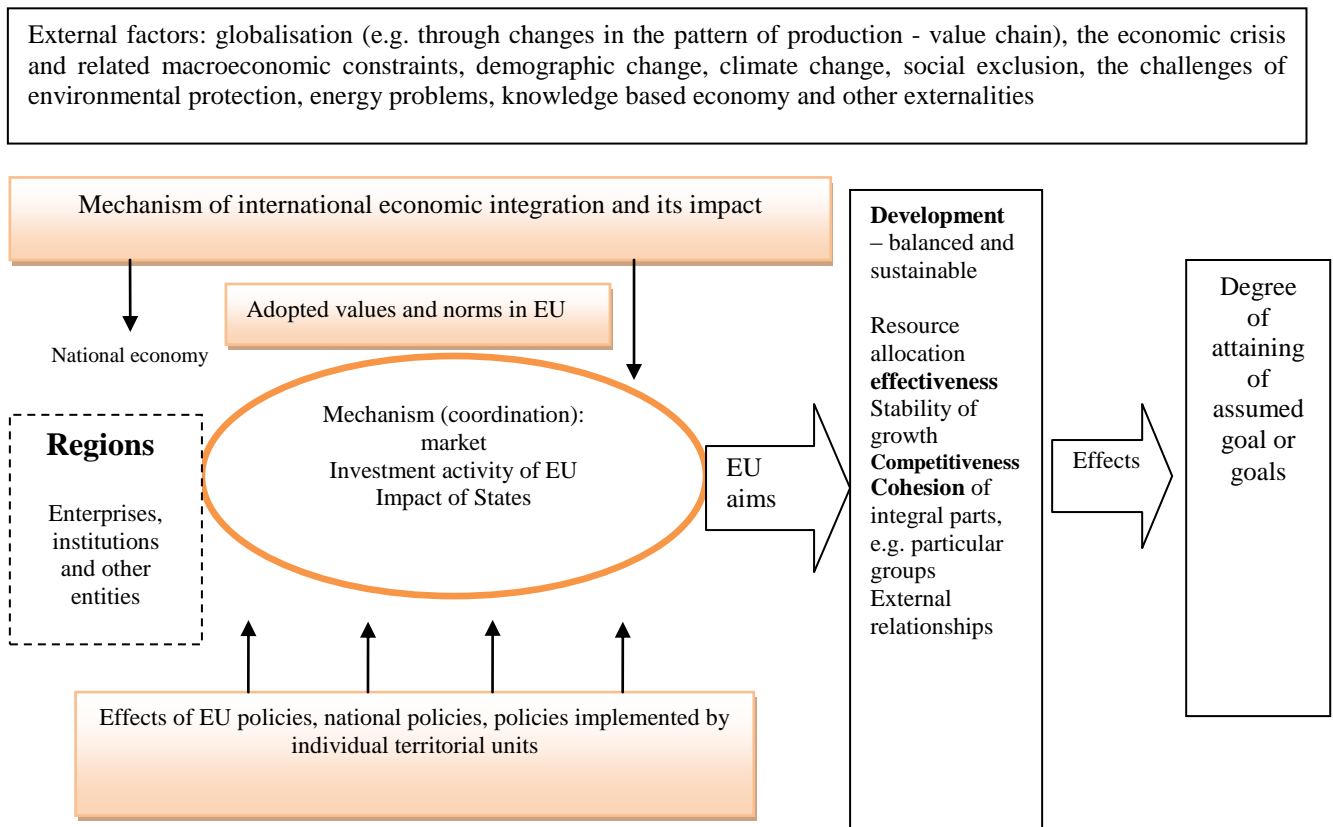 External factors: globalisation (e.g. through changes in the pattern of production - value chain), the economic crisis
and related macroeconomic constraints, demographic change, climate change, social exclusion, the challenges of
environmental protection, energy problems, knowledge based economy and other externalities
Mechanism of international economic integration and its impact
Adopted values and norms in EU
National economy
Regions
Enterprises,
institutions
and other
entities
Mechanism (coordination):
market
Investment activity of EU
Impact of States
EU
aims
Development
– balanced and
sustainable
Resource
allocation
effectiveness
Stability of
growth
Competitiveness
Cohesion of
integral parts,
e.g. particular
groups
External
relationships
Effects
Degree
of
attaining
of
assumed
goal or
goals
Effects of EU policies, national policies, policies implemented by
individual territorial units